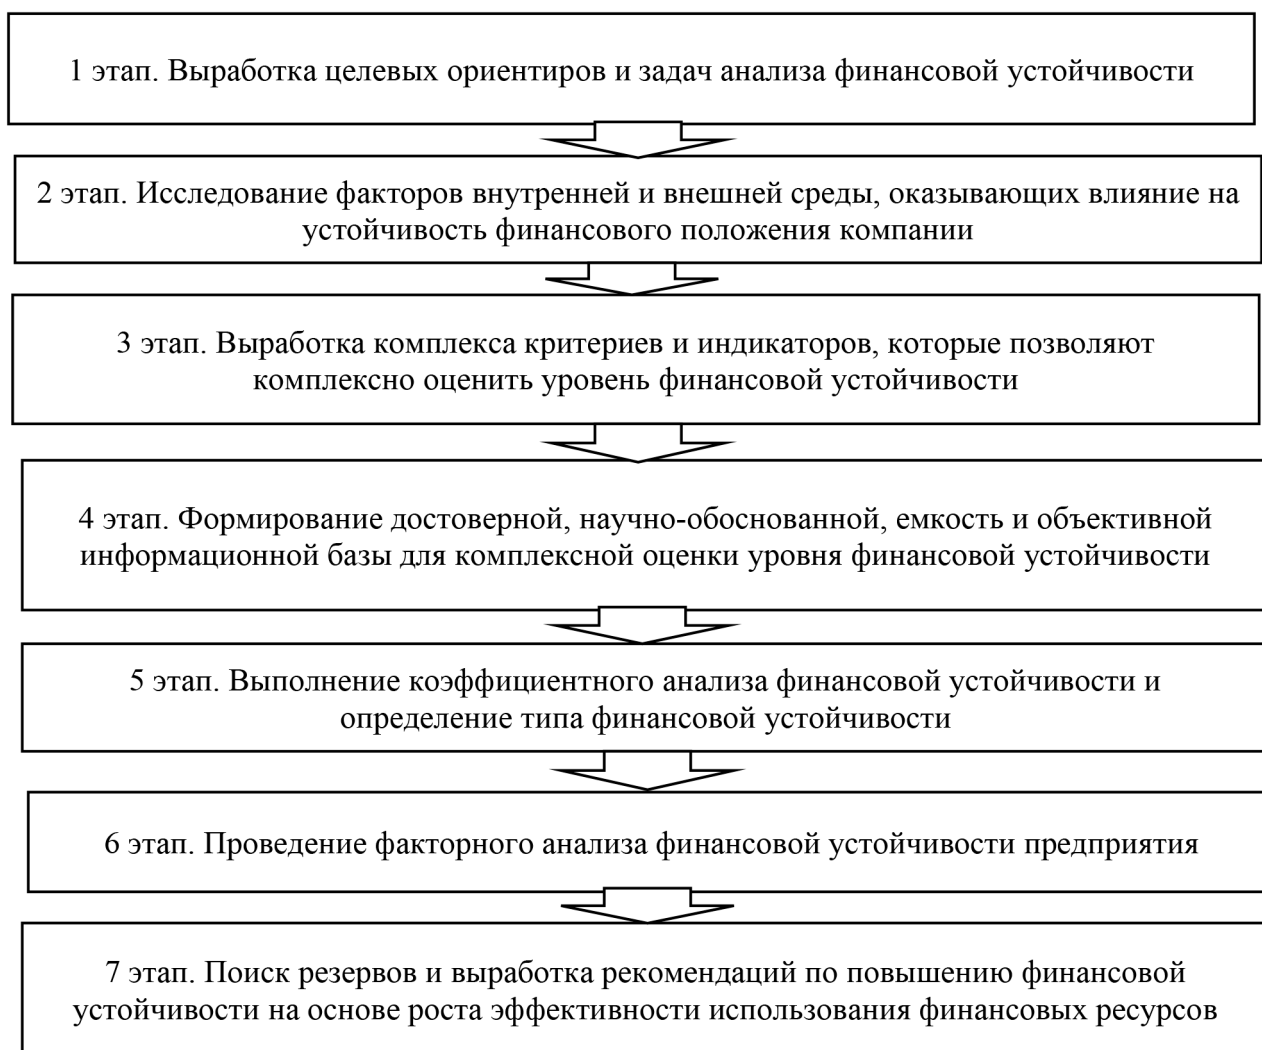 1 этап. Выработка целевых ориентиров и задач анализа финансовой устойчивости
2 этап. Исследование факторов внутренней и внешней среды, оказывающих влияние на
устойчивость финансового положения компании
3 этап. Выработка комплекса критериев и индикаторов, которые позволяют
комплексно оценить уровень финансовой устойчивости
4 этап. Формирование достоверной, научно-обоснованной, емкость и объективной
информационной базы для комплексной оценки уровня финансовой устойчивости
5 этап. Выполнение коэффициентного анализа финансовой устойчивости и
определение типа финансовой устойчивости
6 этап. Проведение факторного анализа финансовой устойчивости предприятия
7 этап. Поиск резервов и выработка рекомендаций по повышению финансовой
устойчивости на основе роста эффективности использования финансовых ресурсов